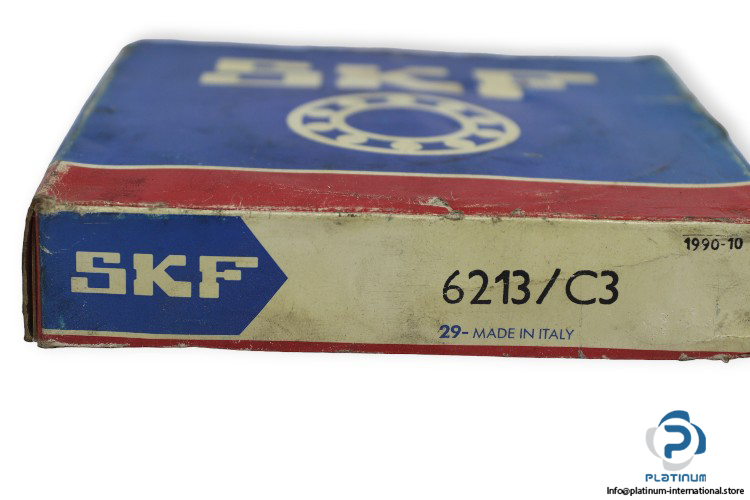 SKF
SKF
1990-10
6213/C3
29- MADE IN ITALY
PLATINUM
Info@platinum-international.store